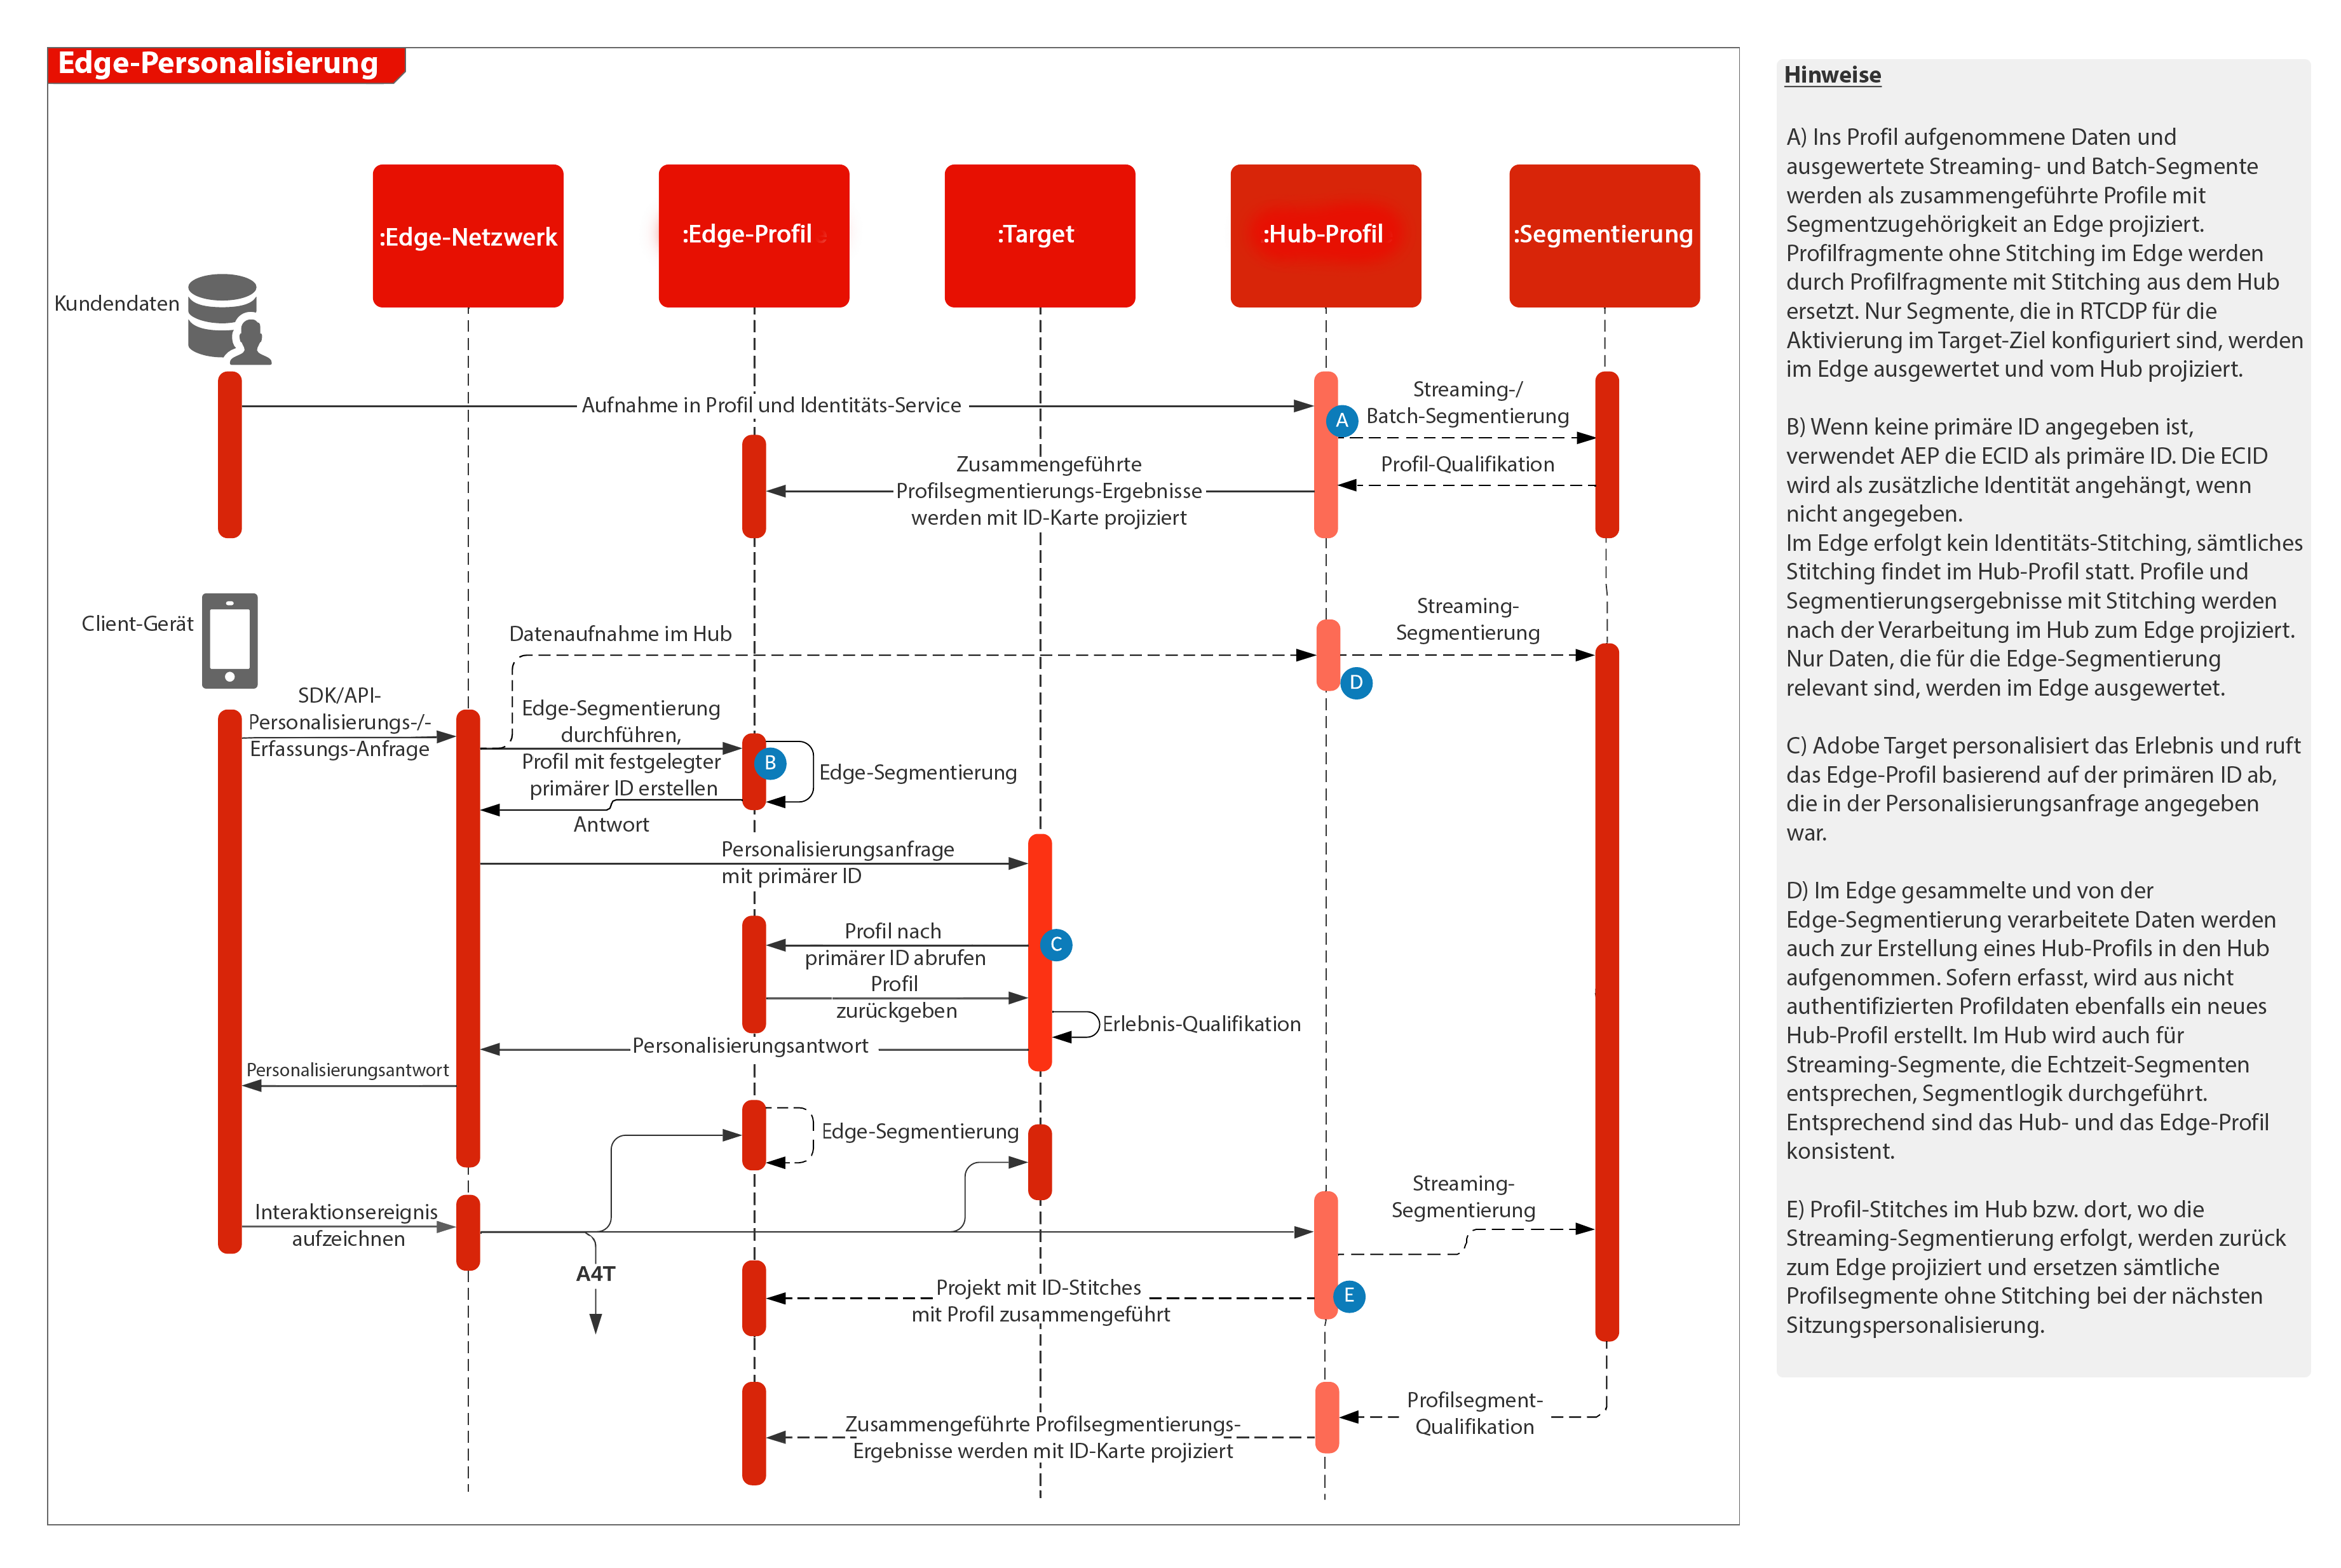 Edge-Personalisierung
:Edge-Netzwerk
:Edge-Profil
:Target
:Hub-Profil
:Segmentierung
Kundendaten
Aufnahme in Profil und Identitäts-Service
A
Streaming-/
Batch-Segmentierung
Profil-Qualifikation
Zusammengeführte
Profilsegmentierungs-Ergebnisse
werden mit ID-Karte projiziert
Client-Gerät
Datenaufnahme im Hub
Streaming-
Segmentierung
D
SDK/API-
Personalisierungs-/-
Erfassungs-Anfrage
Edge-Segmentierung
durchführen,
Profil mit festgelegter
primärer ID erstellen
B
Edge-Segmentierung
Antwort
Personalisierungsanfrage
mit primärer ID
Profil nach
primärer ID abrufen
C
Profil
zurückgeben
Erlebnis-Qualifikation
Personalisierungsantwort
Personalisierungsantwort
Edge-Segmentierung
Interaktionsereignis
aufzeichnen
Streaming-
Segmentierung
A4T
Projekt mit ID-Stitches
mit Profil zusammengeführt
E
Profilsegment-
Qualifikation
Zusammengeführte Profilsegmentierungs-
Ergebnisse werden mit ID-Karte projiziert
Hinweise
A) Ins Profil aufgenommene Daten und
ausgewertete Streaming- und Batch-Segmente
werden als zusammengeführte Profile mit
Segmentzugehörigkeit an Edge projiziert.
Profilfragmente ohne Stitching im Edge werden
durch Profilfragmente mit Stitching aus dem Hub
ersetzt. Nur Segmente, die in RTCDP für die
Aktivierung im Target-Ziel konfiguriert sind, werden
im Edge ausgewertet und vom Hub projiziert.
B) Wenn keine primäre ID angegeben ist,
verwendet AEP die ECID als primäre ID. Die ECID
wird als zusätzliche Identität angehängt, wenn
nicht angegeben.
Im Edge erfolgt kein Identitäts-Stitching, sämtliches
Stitching findet im Hub-Profil statt. Profile und
Segmentierungsergebnisse mit Stitching werden
nach der Verarbeitung im Hub zum Edge projiziert.
Nur Daten, die für die Edge-Segmentierung
relevant sind, werden im Edge ausgewertet.
C) Adobe Target personalisiert das Erlebnis und ruft
das Edge-Profil basierend auf der primären ID ab,
die in der Personalisierungsanfrage angegeben
war.
D) Im Edge gesammelte und von der
Edge-Segmentierung verarbeitete Daten werden
auch zur Erstellung eines Hub-Profils in den Hub
aufgenommen. Sofern erfasst, wird aus nicht
authentifizierten Profildaten ebenfalls ein neues
Hub-Profil erstellt. Im Hub wird auch für
Streaming-Segmente, die Echtzeit-Segmenten
entsprechen, Segmentlogik durchgeführt.
Entsprechend sind das Hub- und das Edge-Profil
konsistent.
E) Profil-Stitches im Hub bzw. dort, wo die
Streaming-Segmentierung erfolgt, werden zurück
zum Edge projiziert und ersetzen sämtliche
Profilsegmente ohne Stitching bei der nächsten
Sitzungspersonalisierung.